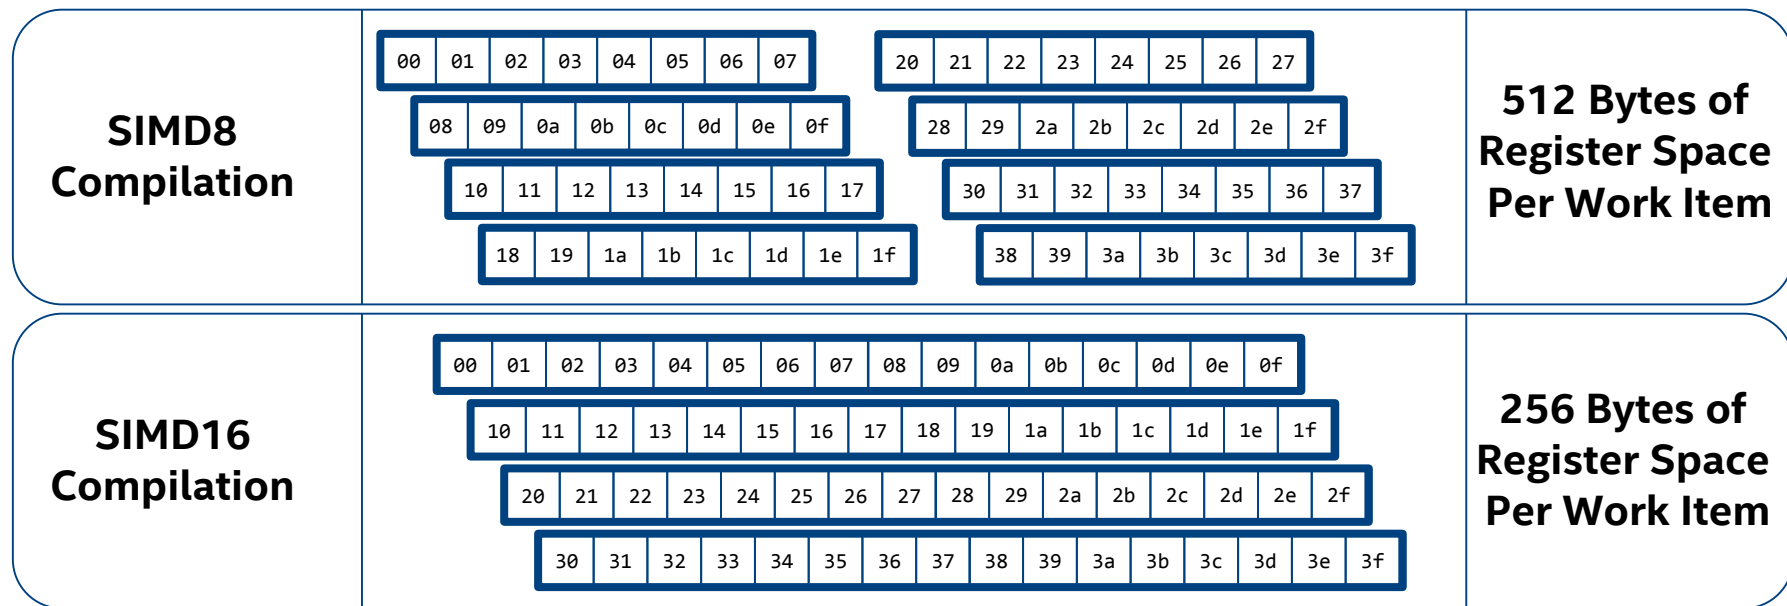 SIMD8
Compilation
00 01 02 03 04 05 06 07
08 09 0a 0b 0c 0d 0e 0f
10 11 12 13 14 15 16 17
18 19 1a 1b 1c 1d 1e 1f
20 21 22 23 24 25 26 27
28 29 2a 2b 2c 2d 2e 2f
30 31 32 33 34 35 36 37
38 39 3a 3b 3c 3d 3e 3f
512 Bytes of
Register Space
Per Work Item
SIMD16
Compilation
00 01 02 03 04 05 06 07 08 09 0a 0b 0c 0d 0e 0f
10 11 12 13 14 15 16 17 18 19 1a 1b 1c 1d 1e 1f
20 21 22 23 24 25 26 27 28 29 2a 2b 2c 2d 2e 2f
30 31 32 33 34 35 36 37 38 39 3a 3b 3c 3d 3e 3f
256 Bytes of
Register Space
Per Work Item